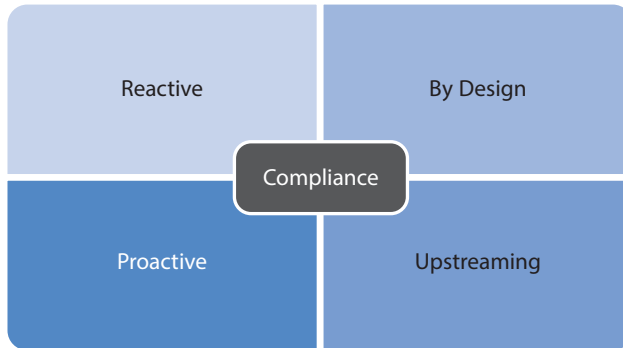 Reactive
By Design
Compliance
Proactive
Upstreaming